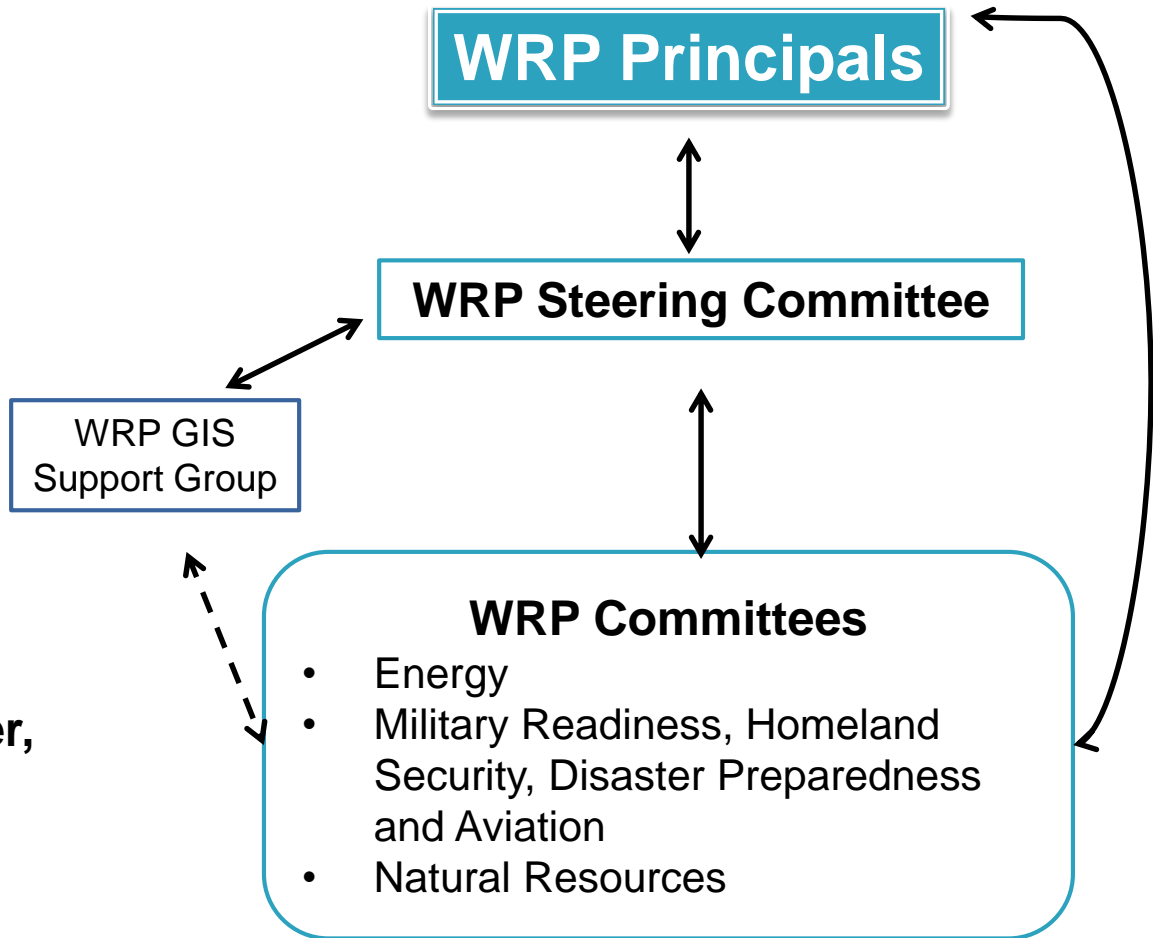 WRP Principals
WRP Steering Committee
WRP GIS
Support Group
WRP Committees
• Energy
• Military Readiness, Homeland
Security, Disaster Preparedness
and Aviation
• Natural Resources
er,